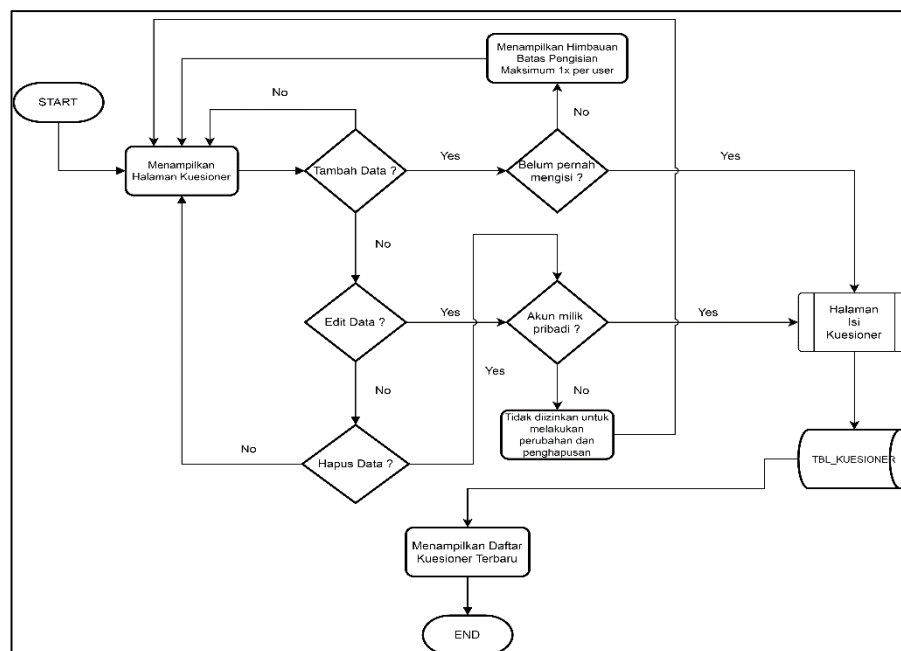 Menampilkan Himbauan
Batas Pengisian
Maksimum 1x per user
START
No
No
Menampilkan
Halaman Kuesioner
Tambah Data ?
Yes
Belum pernah
mengisi ?
Yes
No
Edit Data ?
Yes
Akun milik
pribadi ?
Yes
Halaman
Isi
Kuesioner
No
Yes
No
Tidak diizinkan untuk
melakukan
perubahan dan
penghapusan
No
Hapus Data ?
TBL_KUESIONER
Menampilkan Daftar
Kuesioner Terbaru
END